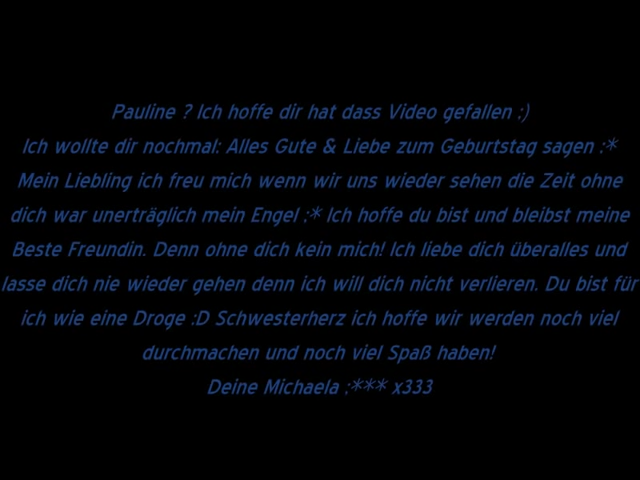 Pauline ? Ich hoffe dir hat dass Video gefallen :)
Ich wollte dir nochmal: Alles Gute & Liebe zum Geburtstag sagen :*
Mein Liebling ich freu mich wenn wir uns wieder sehen die Zeit ohne
dich war unerträglich mein Engel :* Ich hoffe du bist und bleibst meine
Beste Freundin. Denn ohne dich kein mich! Ich liebe dich überalles und
lasse dich nie wieder gehen denn ich will dich nicht verlieren. Du bist für
ich wie eine Droge :D Schwesterherz ich hoffe wir werden noch viel
durchmachen und noch viel Spaß haben!
Deine Michaela :*** x333